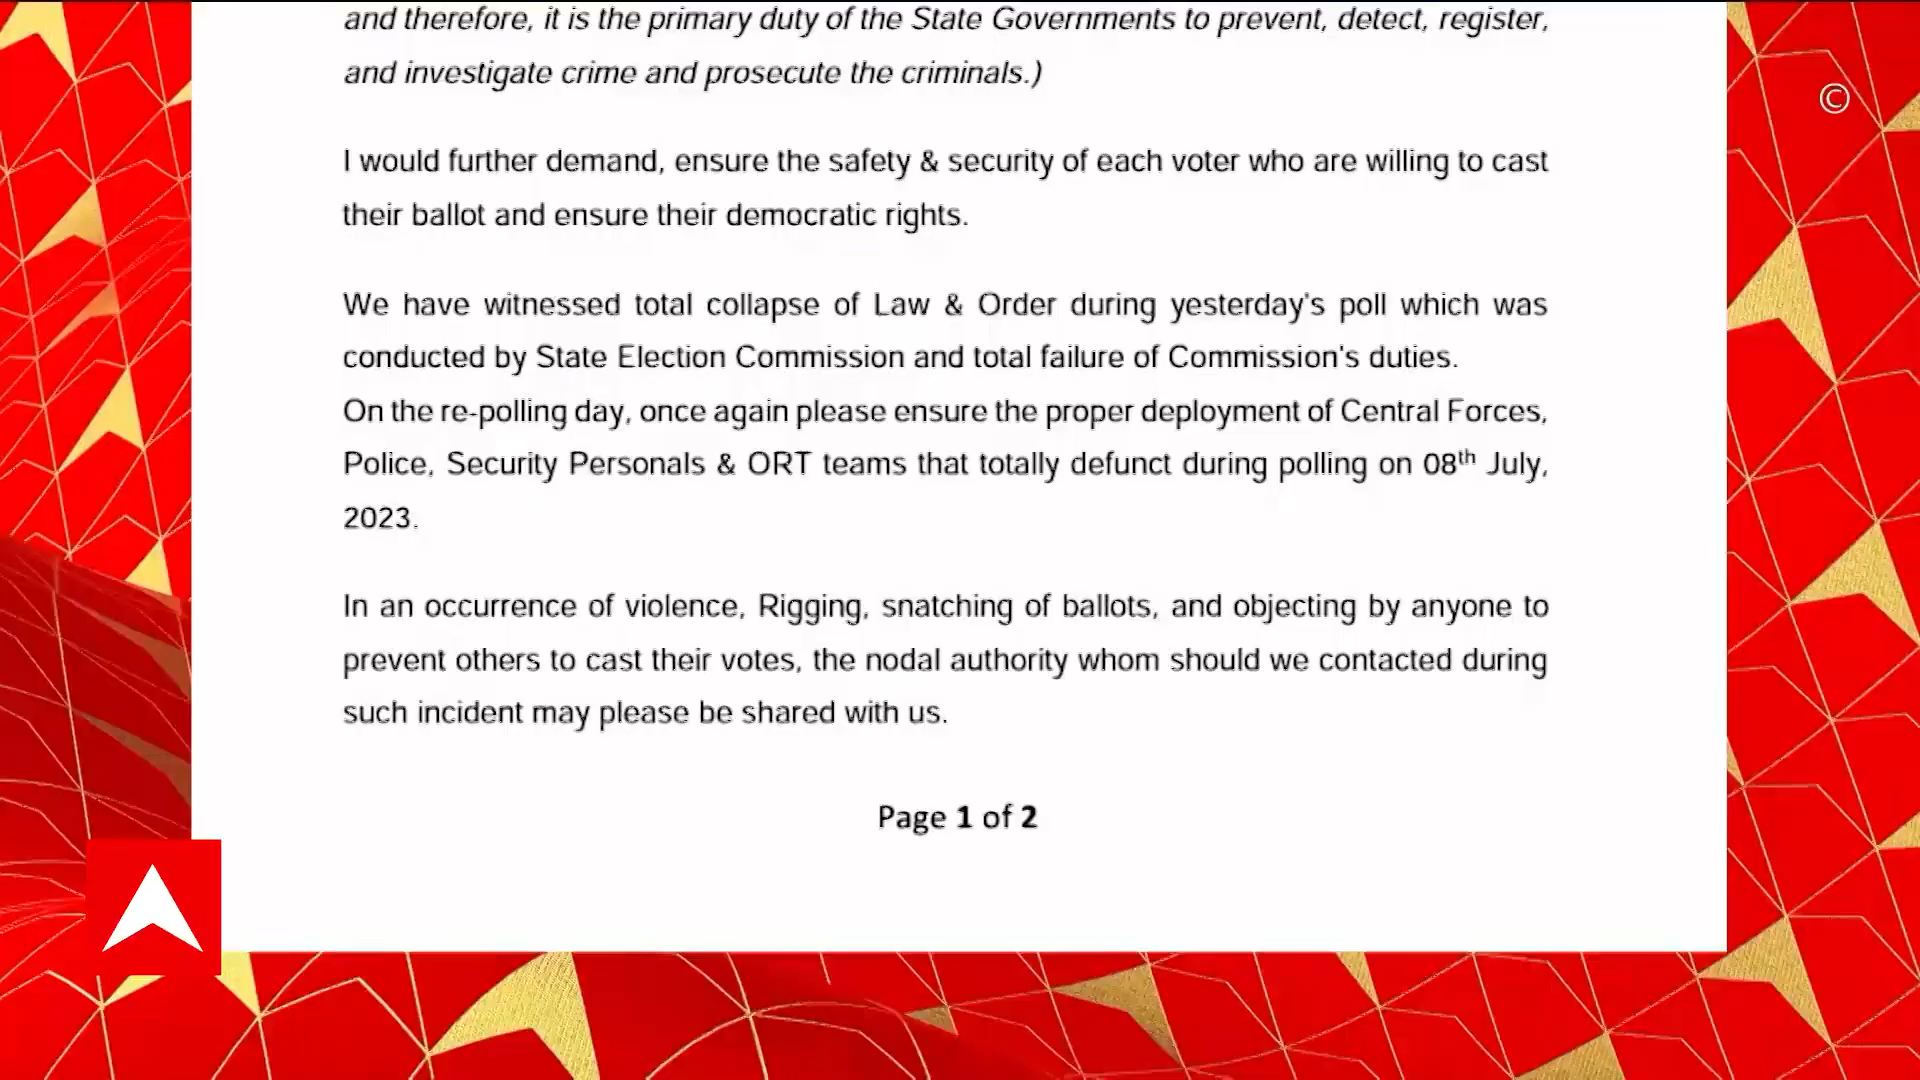 and therefore, it is the primary duty of the State Governments to prevent, detect, register,
and investigate crime and prosecute the criminals.)
©
I would further demand, ensure the safety & security of each voter who are willing to cast
their ballot and ensure their democratic rights.
We have witnessed total collapse of Law & Order during yesterday's poll which was
conducted by State Election Commission and total failure of Commission's duties.
On the re-polling day, once again please ensure the proper deployment of Central Forces,
Police, Security Personals & QRT teams that totally defunct during polling on 08th July,
2023.
In an occurrence of violence, Rigging, snatching of ballots, and objecting by anyone to
prevent others to cast their votes, the nodal authority whom should we contacted during
such incident may please be shared with us.
Page 1 of 2